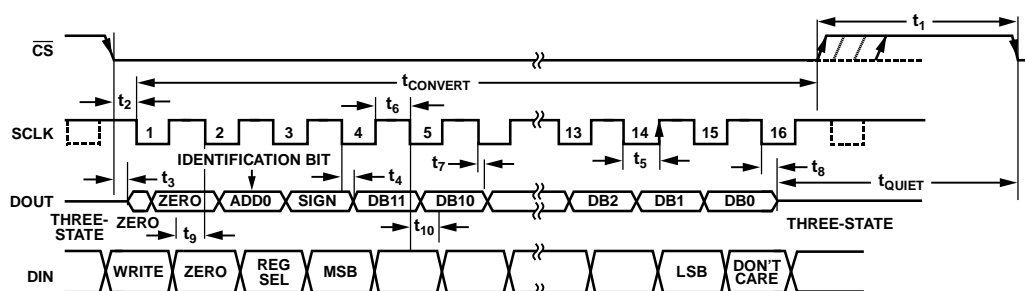 t1
CS
tCONVERT
t2
t6
SCLK
1 2 3 4 5 13 14 15 16
IDENTIFICATION BIT
t7
t5
t8
t3
t4
tQUIET
DOUT
ZERO ADD0 SIGN DB11 DB10 DB2 DB1 DB0
THREE-STATE
ZERO
THREE-STATE
t9
t10
DIN
WRITE ZERO REG SEL MSB LSB DON'T CARE